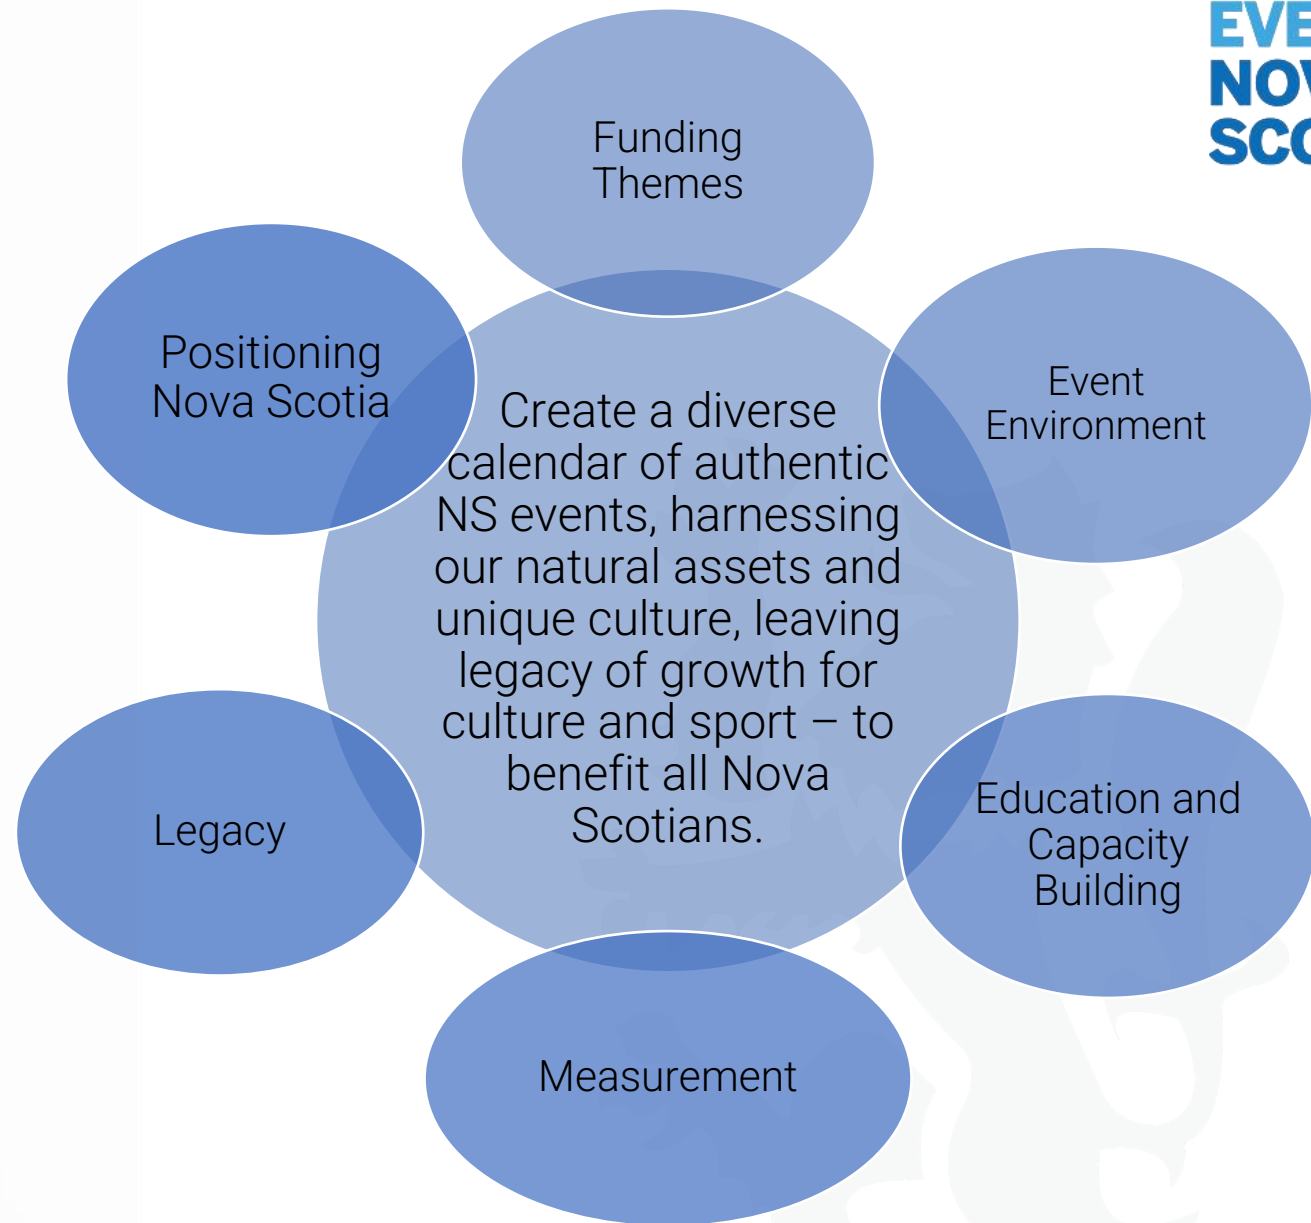 Funding
Themes
NOV
SCO
Positioning
Nova Scotia
Event
Environment
Create a diverse
calendar of authentic
NS events, harnessing
our natural assets and
unique culture, leaving
legacy of growth for
culture and sport – to
benefit all Nova
Scotians.
Legacy
Education and
Capacity
Building
Measurement